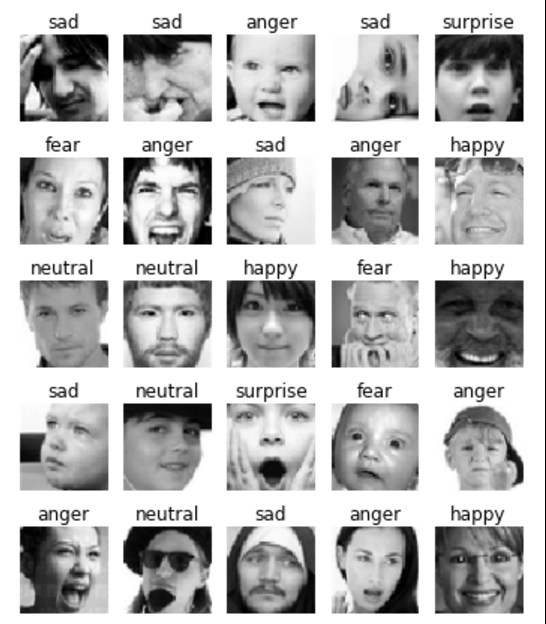 sad sad anger sad surprise
fear anger sad anger happy
neutral neutral happy fear happy
sad neutral surprise fear anger
anger neutral sad anger happy